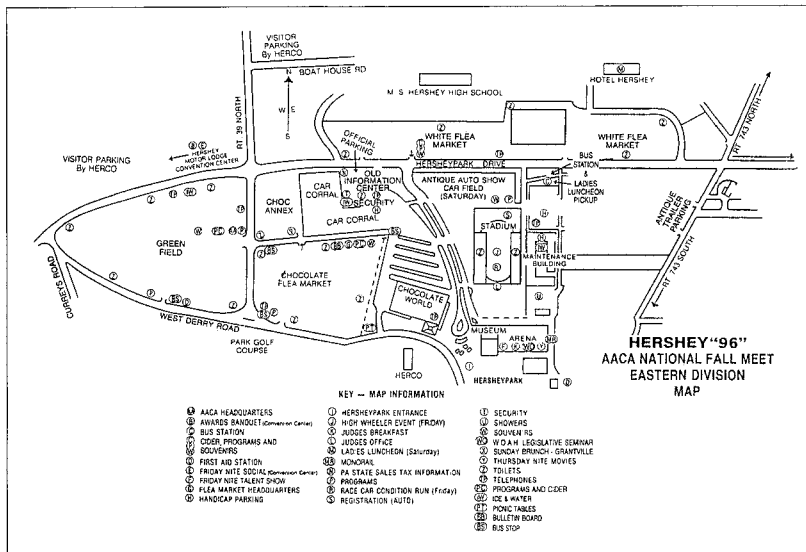 VISITOR
PARKING
By HERCO
N
W E
S
BOAT HOUSE RD
RT 39 NORTH
M S HERSHEY HIGH SCHOOL
M
HOTEL HERSHEY
RT 743 NORTH
VISITOR PARKING
By HERCO
HERSHEY
MOTOR LODGE
CONVENTION CENTER
OFFICIAL
PARKING
WHITE FLEA
MARKET
WHITE FLEA
MARKET
HERSHEYPARK DRIVE
BUS
STATION
&
LADIES
LUNCHEON
PICKUP
CHOC
ANNEX
CAR
CORRAL
OLD
INFORMATION
CENTER
SECURITY
CAR CORRAL
ANTIQUE AUTO SHOW
CAR FIELD
(SATURDAY)
STADIUM
ANTIQUE
TRAILER
PARKING
GREEN
FIELD
CHOCOLATE
FLEA MARKET
CHOCOLATE
WORLD
MAINTENANCE
BUILDING
RT 743 SOUTH
CURREYS ROAD
WEST DERRY ROAD
PARK GOLF
COURSE
MUSEUM
ARENA
HERCO
HERSHEYPARK
HERSHEY "96"
AACA NATIONAL FALL MEET
EASTERN DIVISION
MAP
KEY — MAP INFORMATION
AACA HEADQUARTERS
AWARDS BANQUET (Convention Center)
BUS STATION
CIDER, PROGRAMS AND
SOUVENIRS
FIRST AID STATION
FRIDAY NITE SOCIAL (Convention Center)
FRIDAY NITE TALENT SHOW
FLEA MARKET HEADQUARTERS
HANDICAP PARKING
HERSHEYPARK ENTRANCE
HIGH WHEELER EVENT (FRIDAY)
JUDGES BREAKFAST
JUDGES OFFICE
LADIES LUNCHEON (Saturday)
MR MONORAIL
PA STATE SALES TAX INFORMATION
P PROGRAMS
R RACE CAR CONDITION RUN (Friday)
S REGISTRATION (AUTO)
SECURITY
U SHOWERS
W SOUVENIRS
WD W D A H LEGISLATIVE SEMINAR
SUNDAY BRUNCH - GRANTVILLE
Y THURSDAY NITE MOVIES
Z TOILETS
TP TELEPHONES
PC PROGRAMS AND CIDER
IW ICE & WATER
PT PICNIC TABLES
BB BULLETIN BOARD
BS BUS STOP